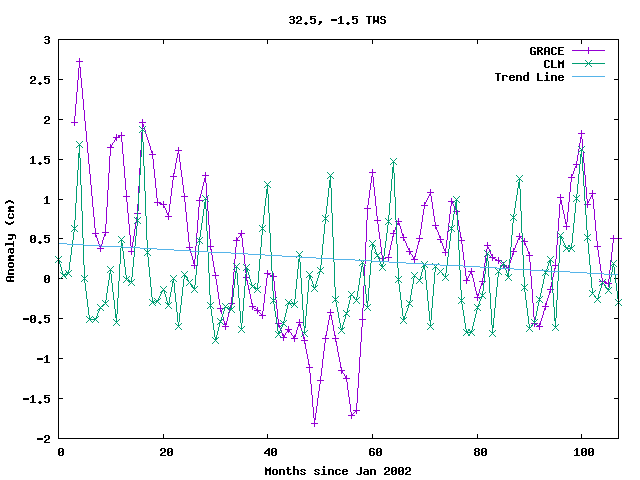 32.5, -1.5 TWS
GRACE
CLM
Trend Line
3
2.5
2
1.5
1
0.5
0
-0.5
-1
-1.5
-2
Anomaly (cm)
0 20 40 60 80 100
Months since Jan 2002